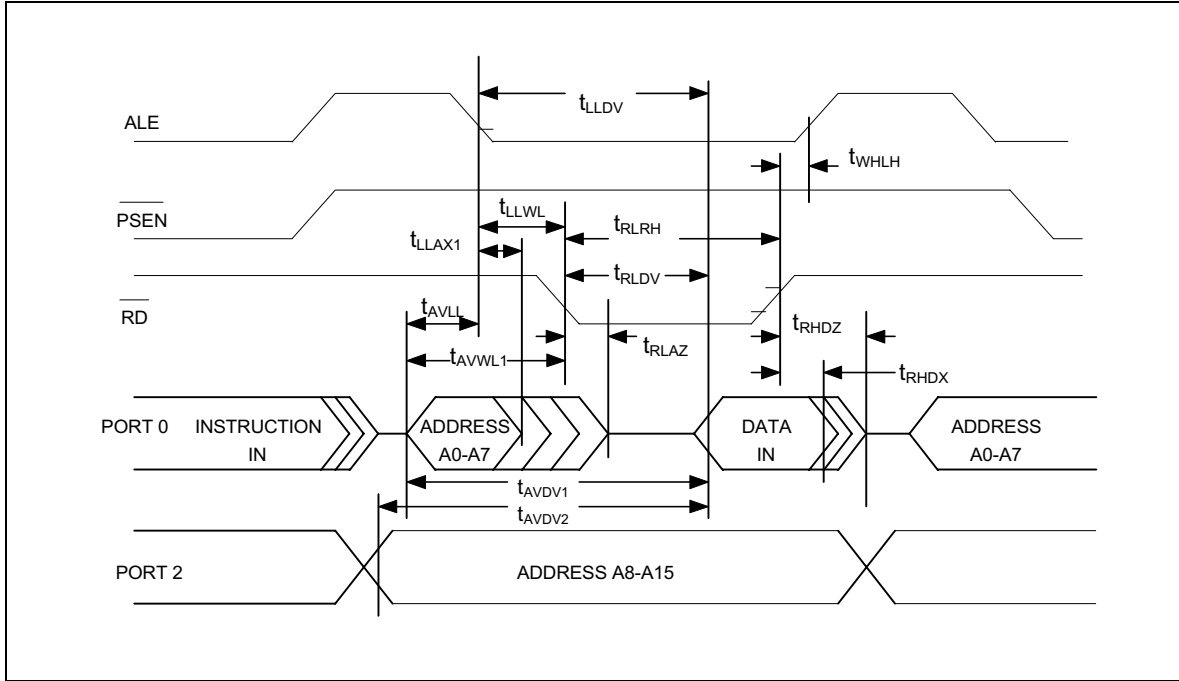 tLLDV
ALE
tWHLH
PSEN
tLLWL
tRLRH
tLLAX1
tRLDV
RD
tAVLL
tRHDZ
tRLAZ
tAVWL1
tRHDX
PORT 0
INSTRUCTION
IN
ADDRESS
A0-A7
DATA
IN
ADDRESS
A0-A7
tAVDV1
tAVDV2
PORT 2
ADDRESS A8-A15